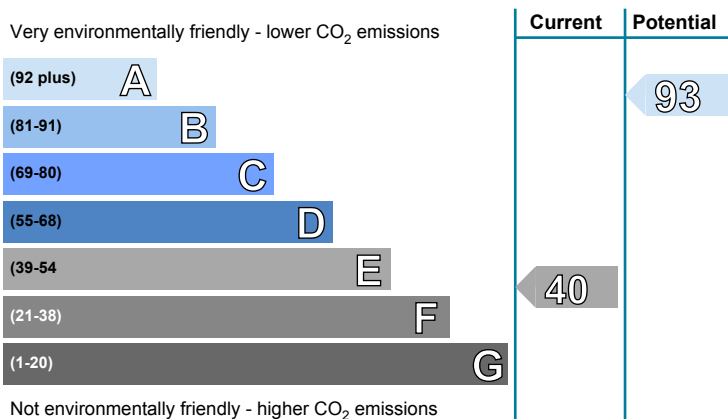 Very environmentally friendly - lower CO₂ emissions
Current
Potential
(92 plus) A
93
(81-91) B
(69-80) C
(55-68) D
(39-54 E
40
(21-38) F
(1-20) G
Not environmentally friendly - higher CO₂ emissions